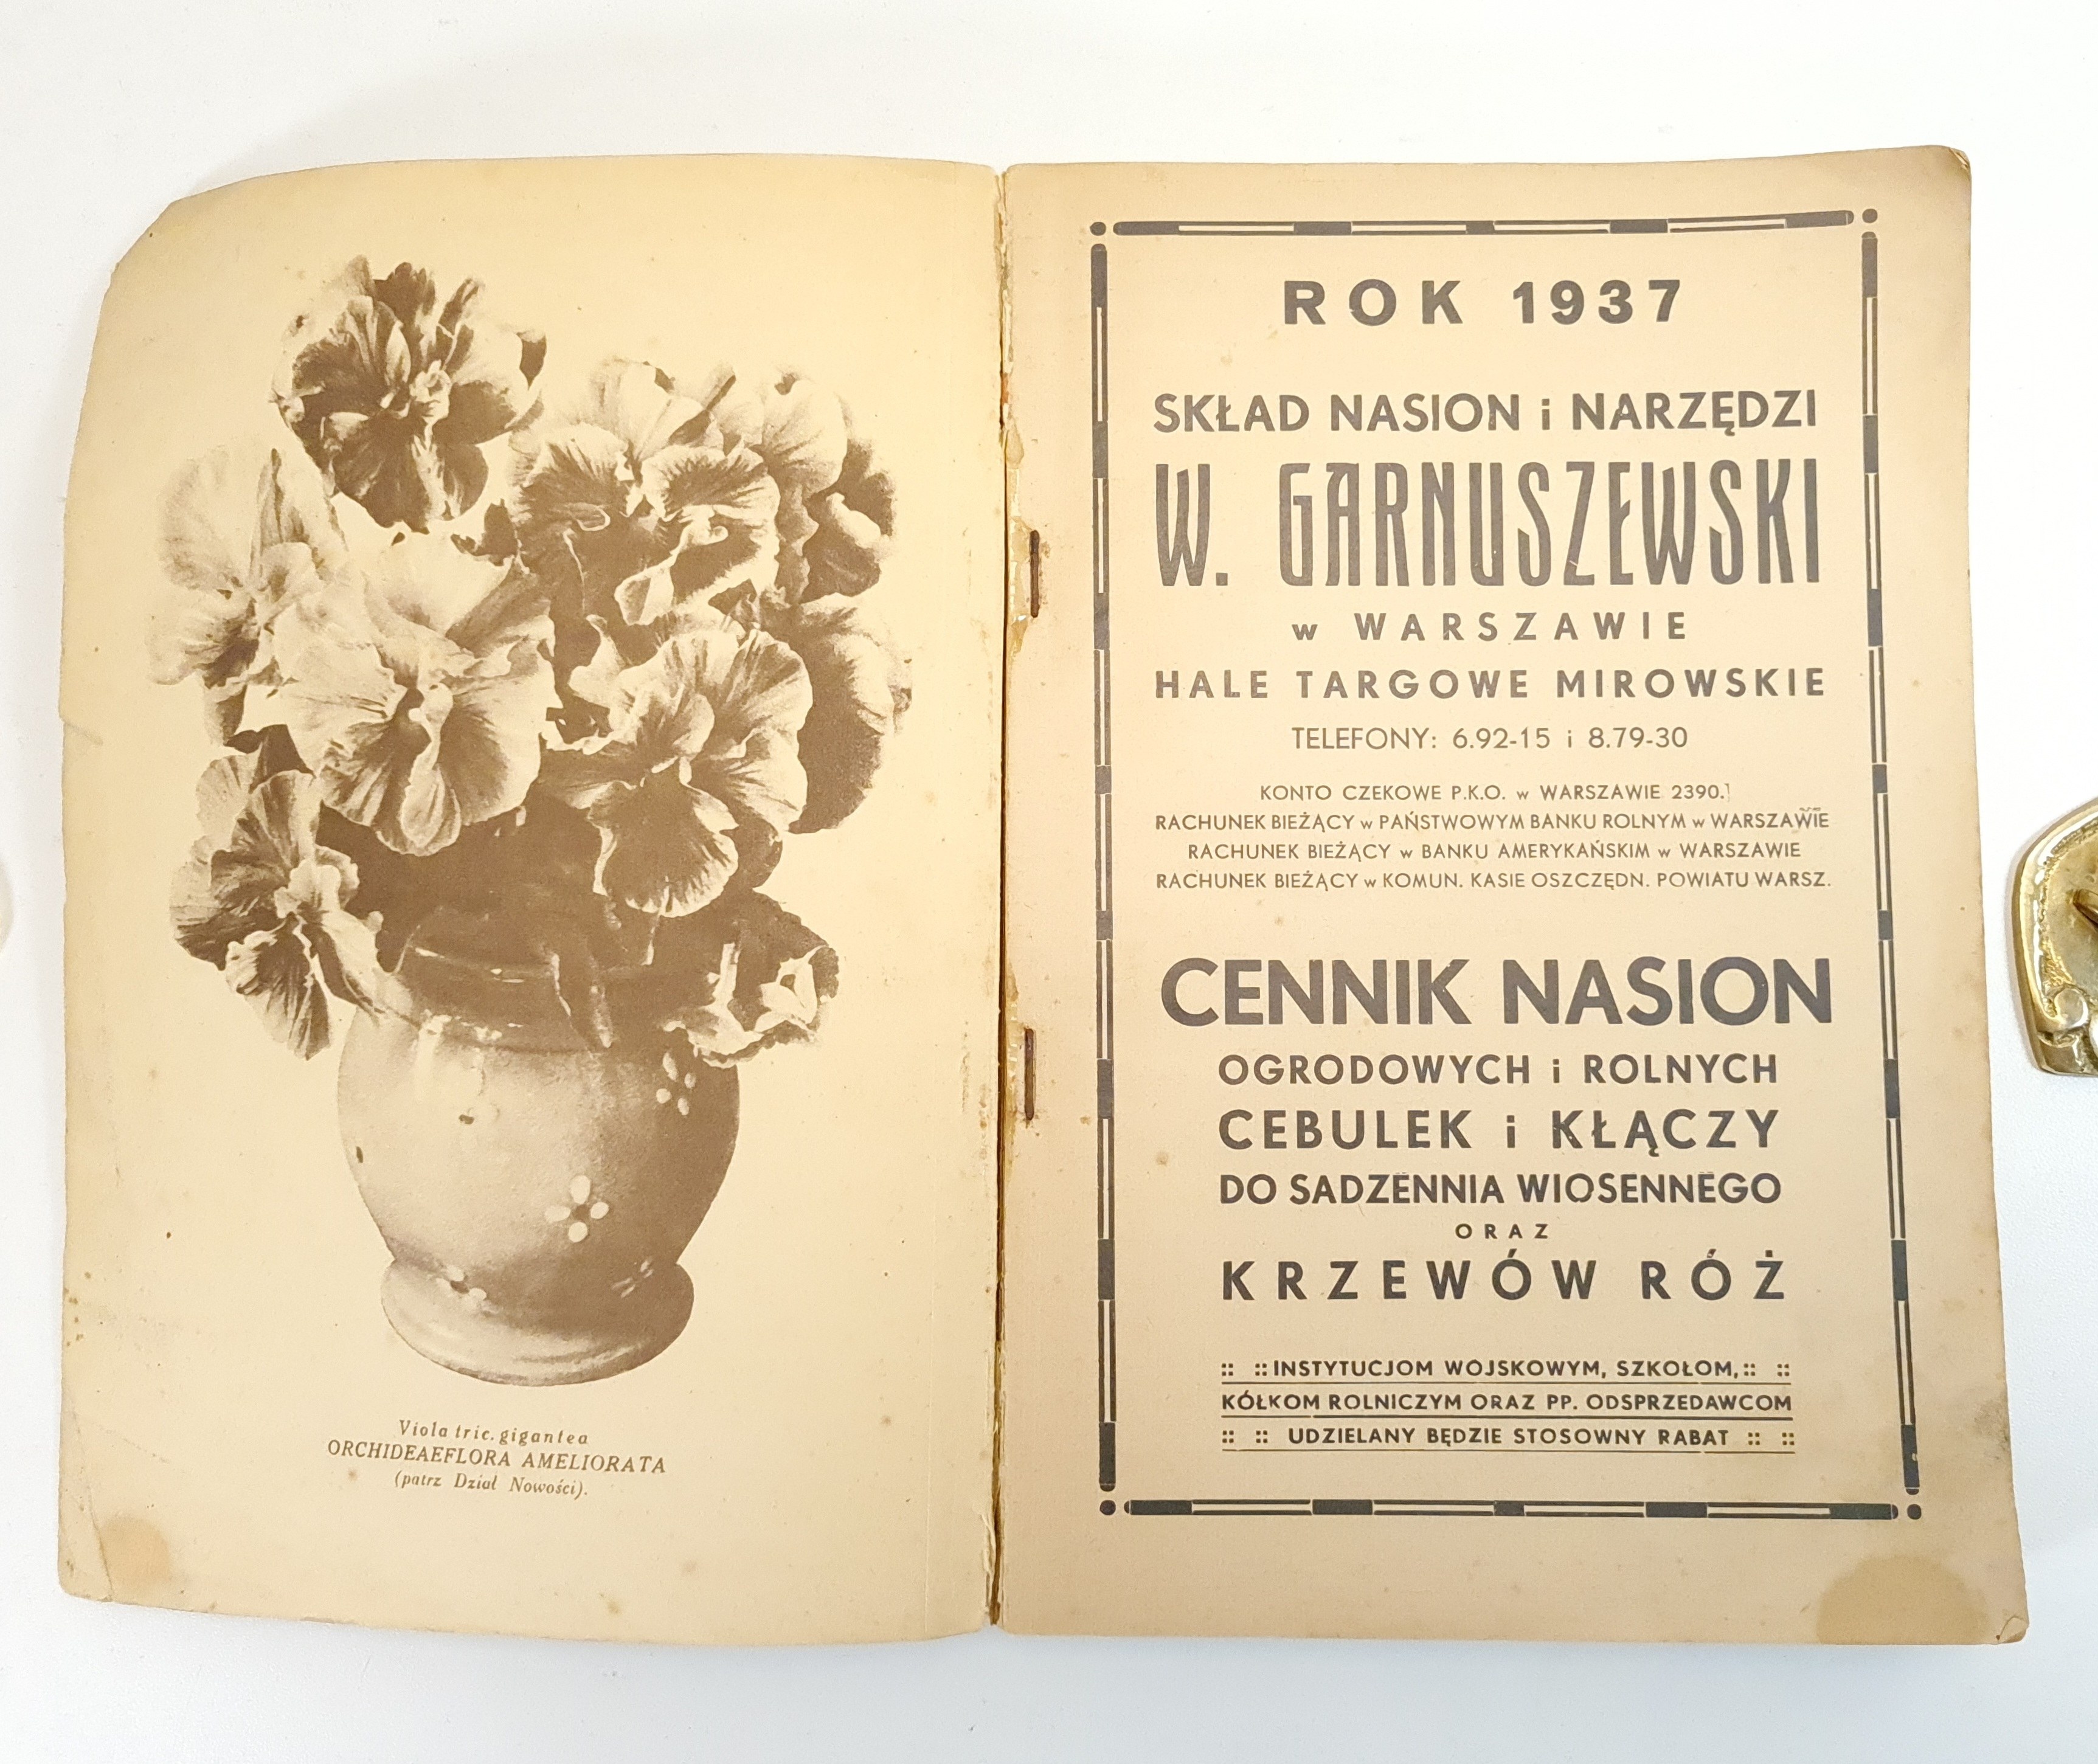 Viola tric. gigantea
ORCHIDEAEFLORA AMELIORATA
(patrz Dział Nowości).
ROK 1937
SKŁAD NASION i NARZĘDZI
W. GARNUSZEWSKI
w WARSZAWIE
HALE TARGOWE MIROWSKIE
TELEFONY: 6.92-15 i 8.79-30
KONTO CZEKOWE P.K.O. w WARSZAWIE 2390.
RACHUNEK BIEŻĄCY w PAŃSTWOWYM BANKU ROLNYM w WARSZAWIE
RACHUNEK BIEŻĄCY w BANKU AMERYKAŃSKIM w WARSZAWIE
RACHUNEK BIEŻĄCY w KOMUN. KASIE OSZCZĘDN. POWIATU WARSZ.
CENNIK NASION
OGRODOWYCH i ROLNYCH
CEBULEK i KŁĄCZY
DO SADZENNIA WIOSENNEGO
ORAZ
KRZEWÓW RÓŻ
:: :: INSTYTUCJOM WOJSKOWYM, SZKOŁOM, :: ::
KÓŁKOM ROLNICZYM ORAZ PP. ODSPRZEDAWCOM
:: :: UDZIELANY BĘDZIE STOSOWNY RABAT :: ::